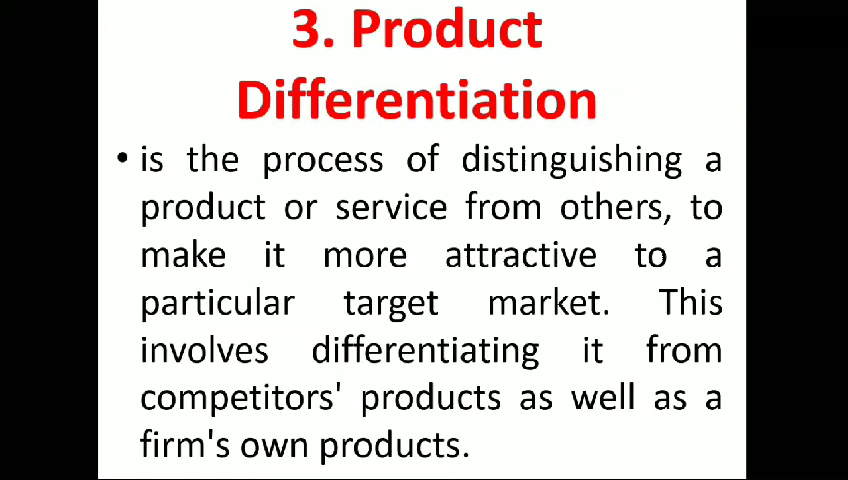 3. Product
Differentiation
• is the process of distinguishing a
product or service from others, to
make it more attractive to a
particular target market. This
involves differentiating it from
competitors' products as well as a
firm's own products.